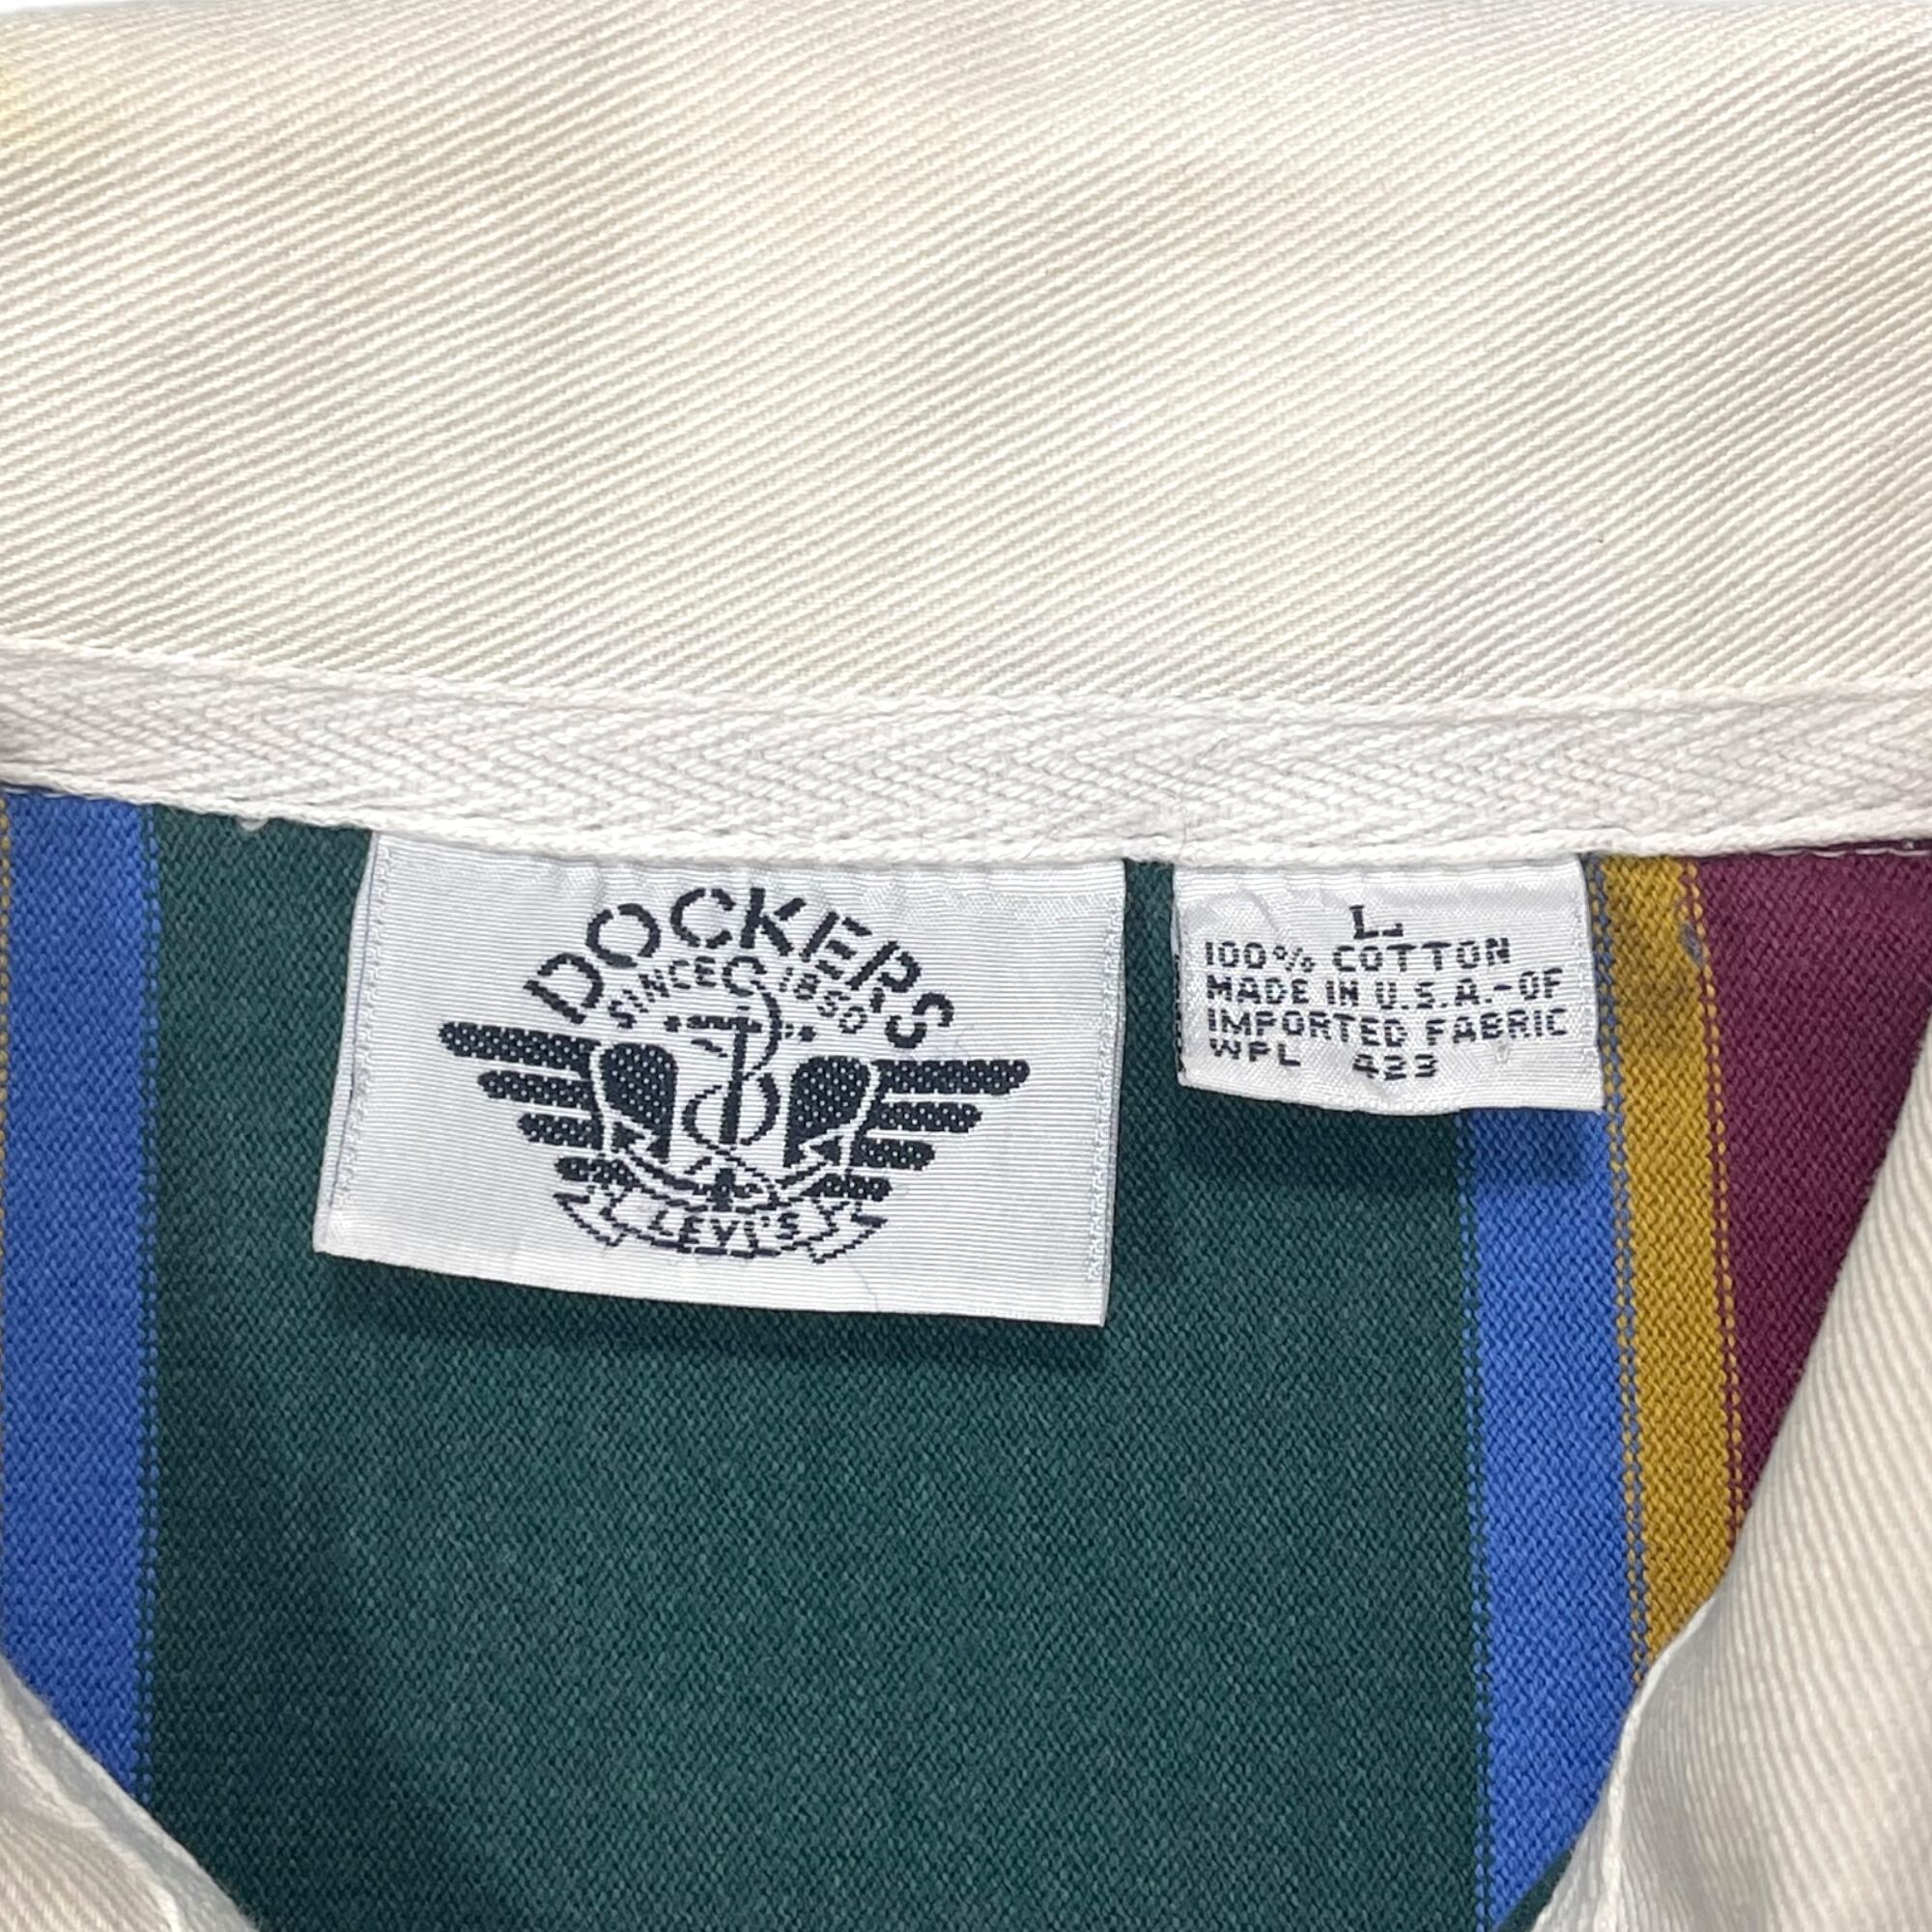 DOCKERS
SINCE 1850
LEVI'S
L
100% COTTON
MADE IN U.S.A.-OF
IMPORTED FABRIC
WPL 423